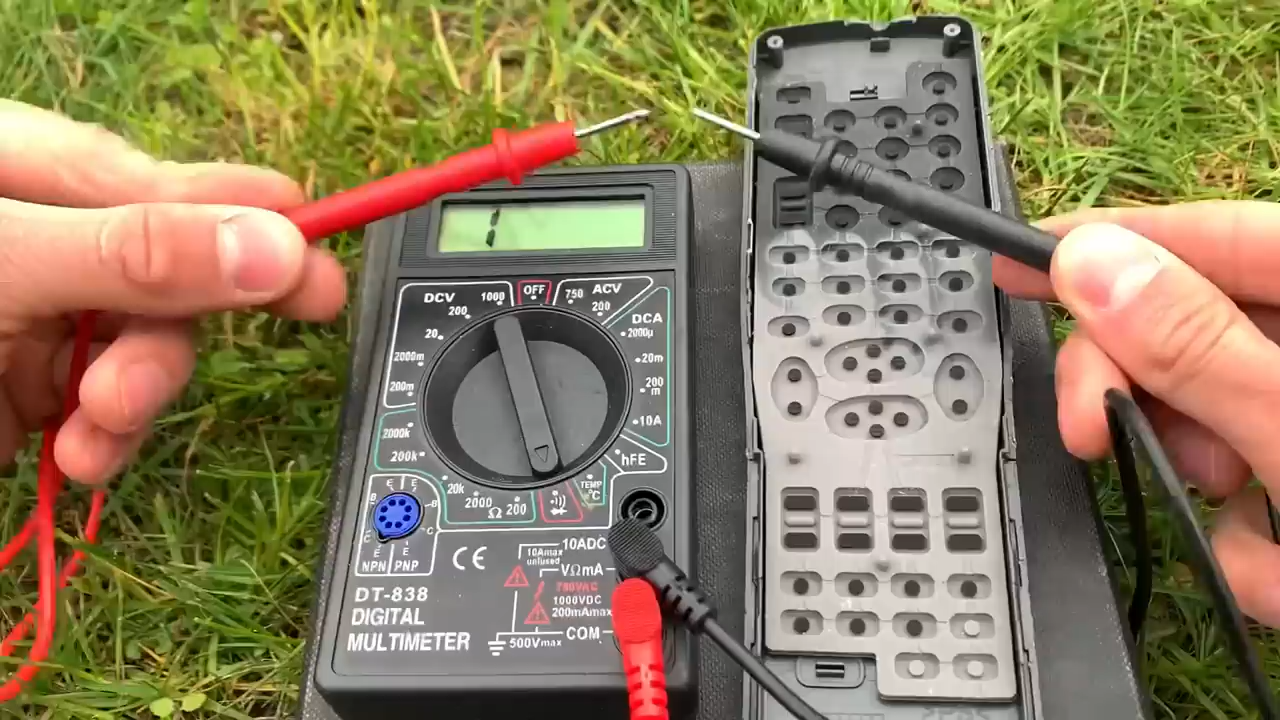 1
DCV
1000
OFF
750
ACV
200
200
DCA
20
2000µ
2000m
20m
200m
200
m
10A
2000k
200k
hFE
20k
2000
Ω
200
TEMP
°C
E
E
B
B
C
C
E
E
NPN
PNP
CE
10ADC
10Amax
unfused
VΩmA
750VAC
1000VDC
200mAmax
COM
500Vmax
DT-838
DIGITAL
MULTIMETER